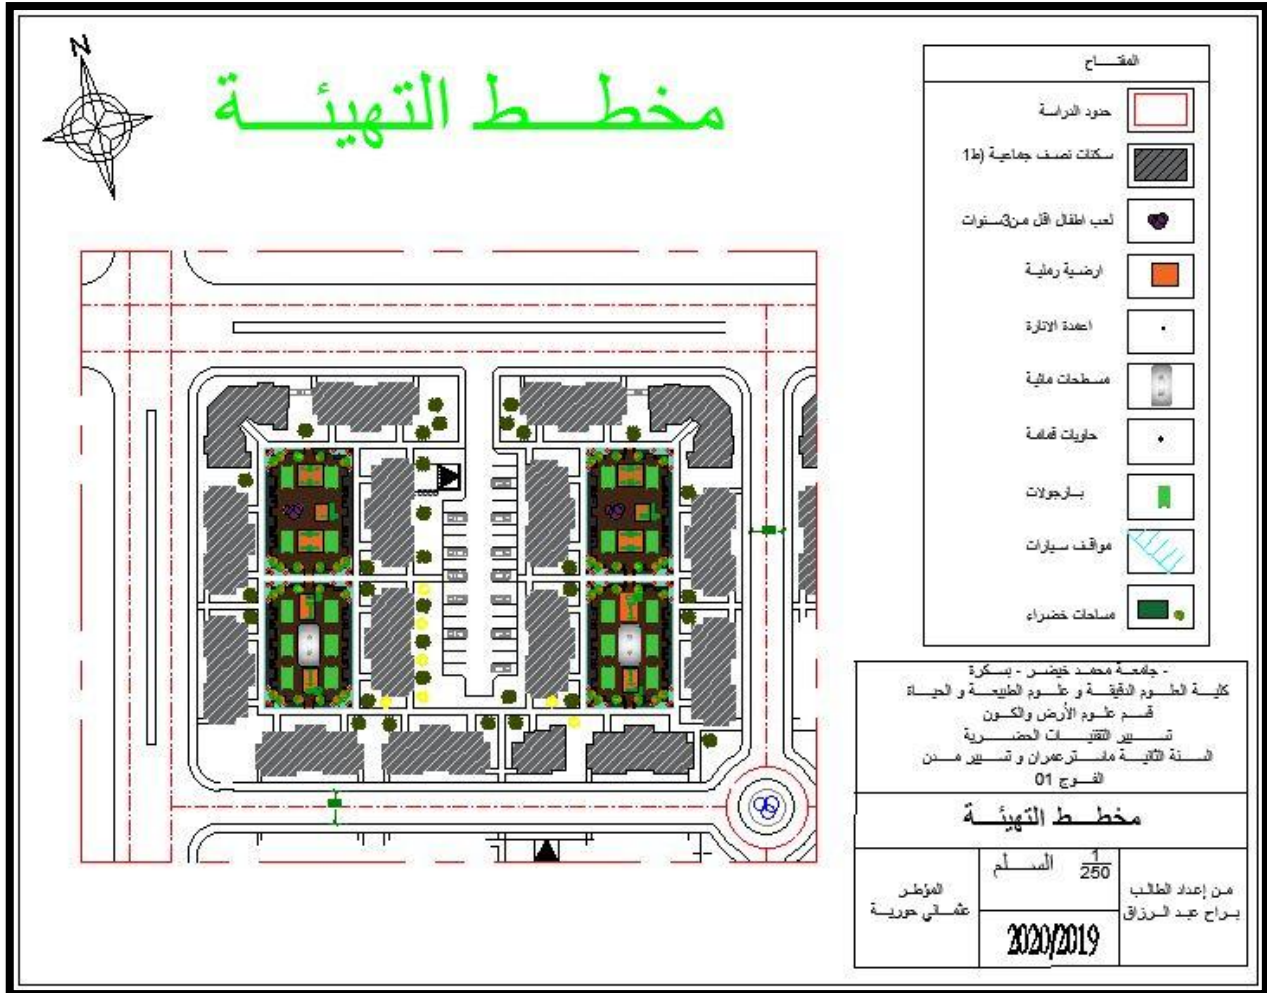 N
مخطط التهيئة
المفتاح
حدود الدراسة
سكنات نصف جماعية (ط1
لعب اطفال اقل من3سنوات
ارضية رملية
اعمدة الانارة
مسطحات مائية
حاويات قمامة
بارجولات
مواقف سيارات
مساحات خضراء
- جامعة محمد خيضر - بسكرة
كلية العلوم الدقيقة و علوم الطبيعة و الحياة
قسم علوم الأرض والكون
تسيير التقنيات الحضرية
السنة الثانية ماستر عمران و تسيير مدن
الفوج 01
مخطط التهيئة
من إعداد الطالب
براح عبد الرزاق
السلم 1/250
2020/2019
المؤطر
عثماني حورية